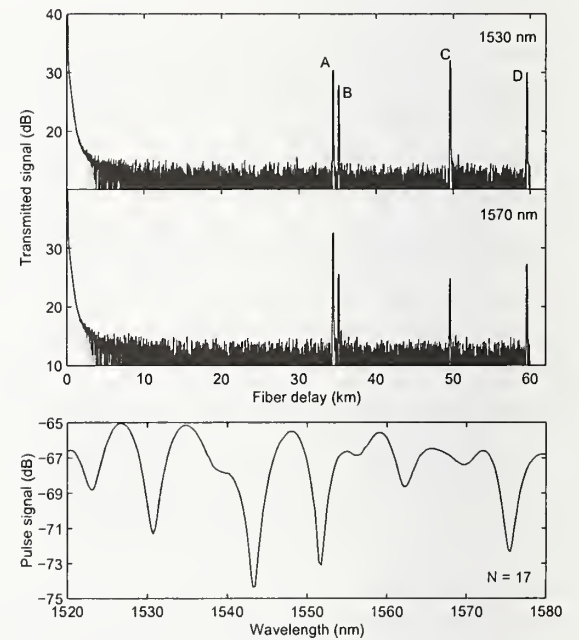 40
1530 nm
A
B
C
D
30
20
Transmitted signal (dB)
1570 nm
30
20
10
0
10
20
30
40
50
60
Fiber delay (km)
-65
-67
-69
-71
-73
-75
Pulse signal (dB)
N = 17
1520
1530
1540
1550
1560
1570
1580
Wavelength (nm)